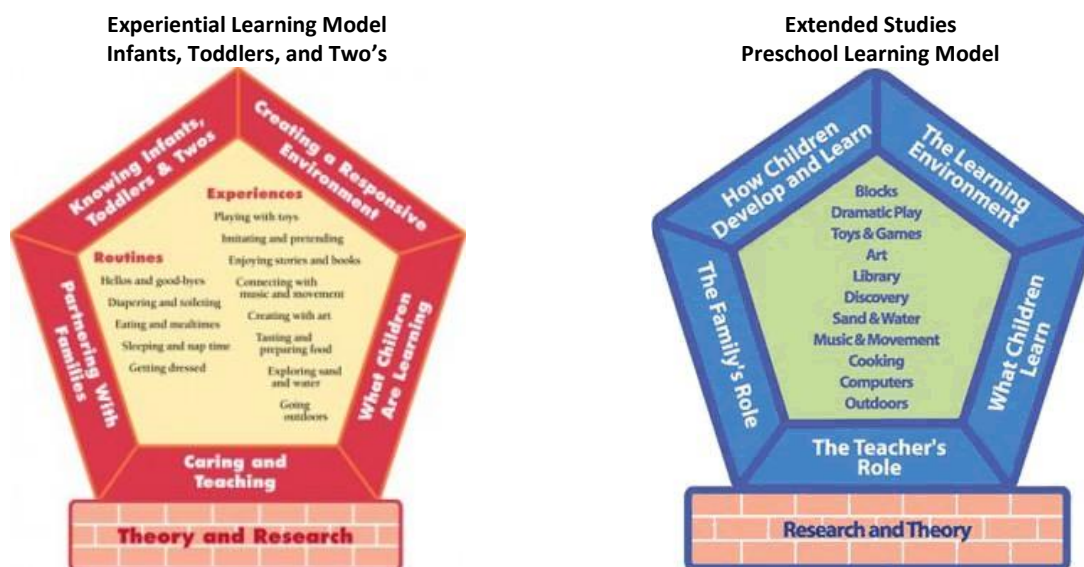 Experiential Learning Model
Infants, Toddlers, and Two’s
Knowing Infants,
Toddlers & Twos
Creating a Responsive
Environment
Experiences
Playing with toys
Imitating and pretending
Enjoying stories and books
Connecting with
music and movement
Creating with art
Tasting and
preparing food
Exploring sand
and water
Going
outdoors
Routines
Hellos and good-byes
Diapering and toileting
Eating and mealtimes
Sleeping and nap time
Getting dressed
Partnering With
Families
What Children
Are Learning
Caring and
Teaching
Theory and Research
Extended Studies
Preschool Learning Model
How Children
Develop and Learn
The Learning
Environment
Blocks
Dramatic Play
Toys & Games
Art
Library
Discovery
Sand & Water
Music & Movement
Cooking
Computers
Outdoors
The Family's Role
What Children
Learn
The Teacher's
Role
Research and Theory